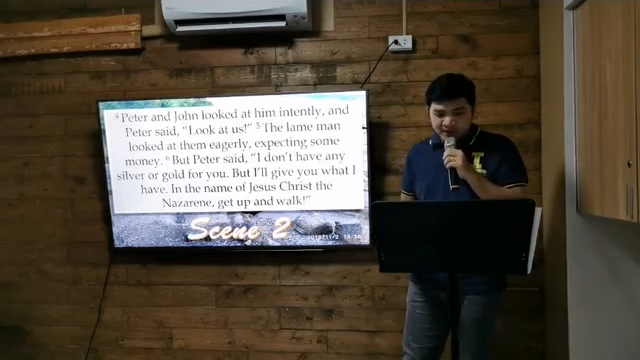 4 Peter and John looked at him intently, and
Peter said, “Look at us!” 5 The lame man
looked at them eagerly, expecting some
money. 6 But Peter said, “I don’t have any
silver or gold for you. But I’ll give you what I
have. In the name of Jesus Christ the
Nazarene, get up and walk!”
Scene 2